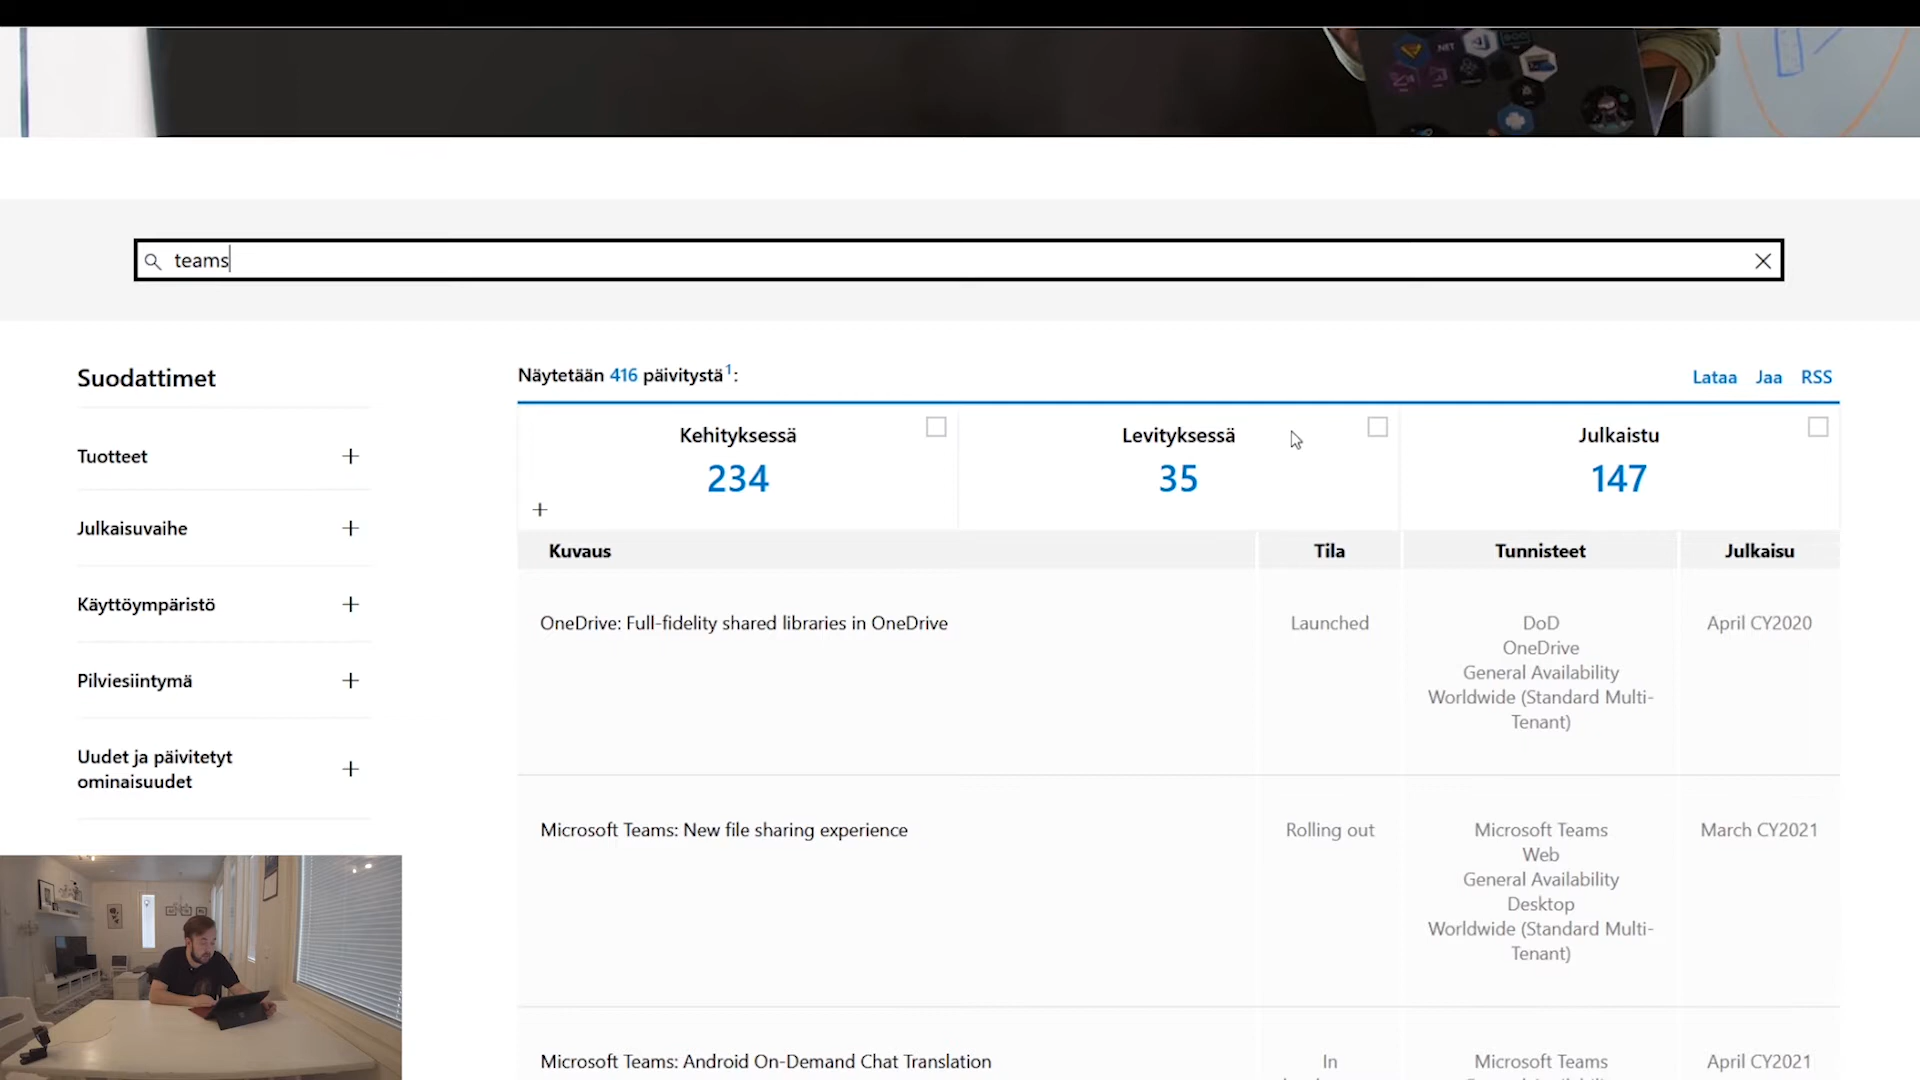 .NET
teams
Suodattimet
Näytetään 416 päivitystä1:
Lataa Jaa RSS
Kehityksessä
234
Levityksessä
35
Julkaistu
147
Tuotteet
Julkaisuvaihe
Käyttöympäristö
Pilviesiintymä
Uudet ja päivitetyt
ominaisuudet
Kuvaus Tila Tunnisteet Julkaisu
OneDrive: Full-fidelity shared libraries in OneDrive Launched DoD April CY2020
OneDrive
General Availability
Worldwide (Standard Multi-
Tenant)
Microsoft Teams: New file sharing experience Rolling out Microsoft Teams March CY2021
Web
General Availability
Desktop
Worldwide (Standard Multi-
Tenant)
Microsoft Teams: Android On-Demand Chat Translation In Microsoft Teams April CY2021